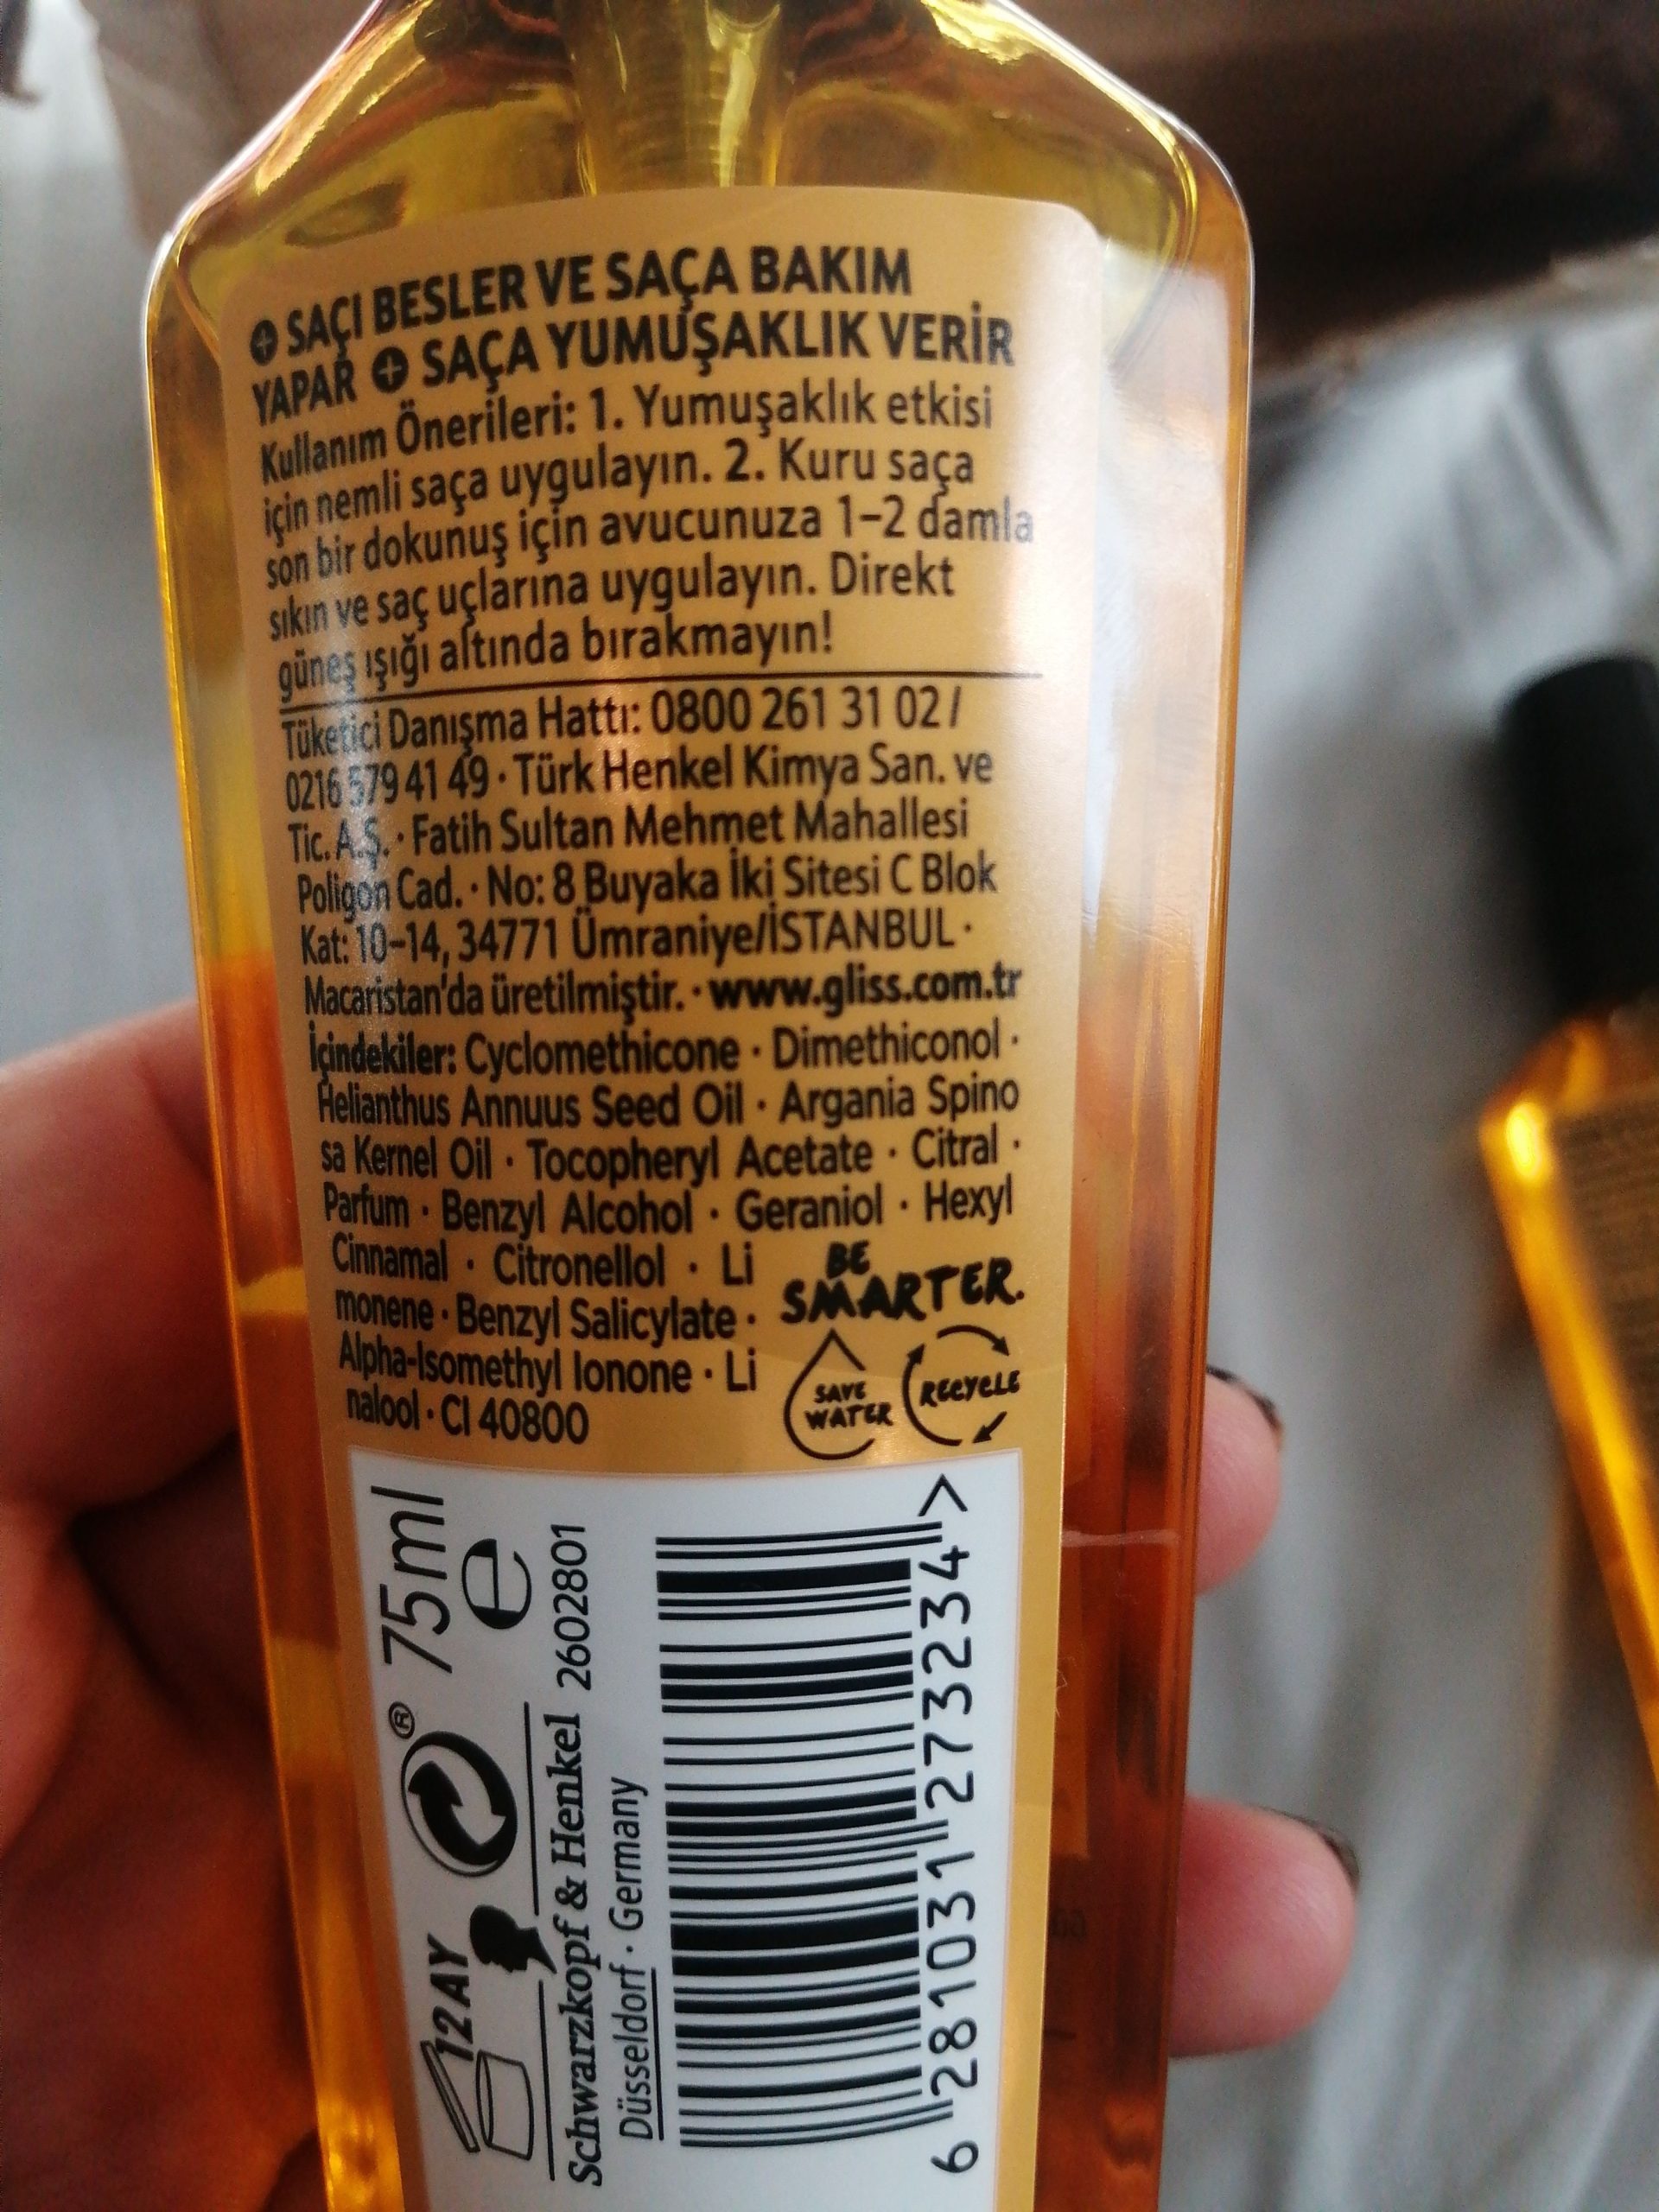 SAÇI BESLER VE SAÇA BAKIM
YAPAR SAÇA YUMUŞAKLIK VERİR
Kullanım Önerileri: 1. Yumuşaklık etkisi
için nemli saça uygulayın. 2. Kuru saça
son bir dokunuş için avucunuza 1-2 damla
sıkın ve saç uçlarına uygulayın. Direkt
güneş ışığı altında bırakmayın!
Tüketici Danışma Hattı: 0800 261 31 02 /
0216 579 41 49 · Türk Henkel Kimya San. ve
Tic. A.Ş. · Fatih Sultan Mehmet Mahallesi
Poligon Cad. · No: 8 Buyaka İki Sitesi C Blok
Kat: 10-14, 34771 Ümraniye/İSTANBUL ·
Macaristan'da üretilmiştir. · www.gliss.com.tr
İçindekiler: Cyclomethicone · Dimethiconol ·
Helianthus Annuus Seed Oil · Argania Spino
sa Kernel Oil · Tocopheryl Acetate · Citral ·
Parfum · Benzyl Alcohol · Geraniol · Hexyl
Cinnamal · Citronellol · Li
monene · Benzyl Salicylate ·
Alpha-Isomethyl Ionone · Li
nalool · CI 40800
BE
SMARTER.
SAVE
WATER
RECYCLE
12 AY
® 75ml
e
Schwarzkopf & Henkel 2602801
Düsseldorf · Germany
6 281031 273234 >